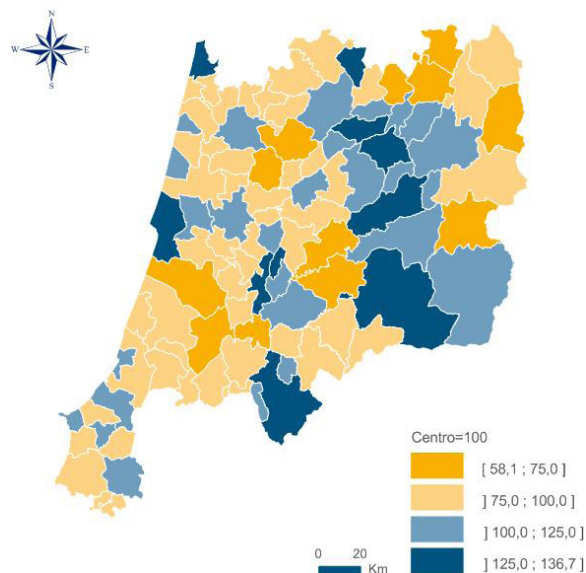 N
W
E
S
Centro=100
[ 58,1 ; 75,0 ]
] 75,0 ; 100,0 ]
] 100,0 ; 125,0 ]
] 125,0 ; 136,7 ]
0 20
Km